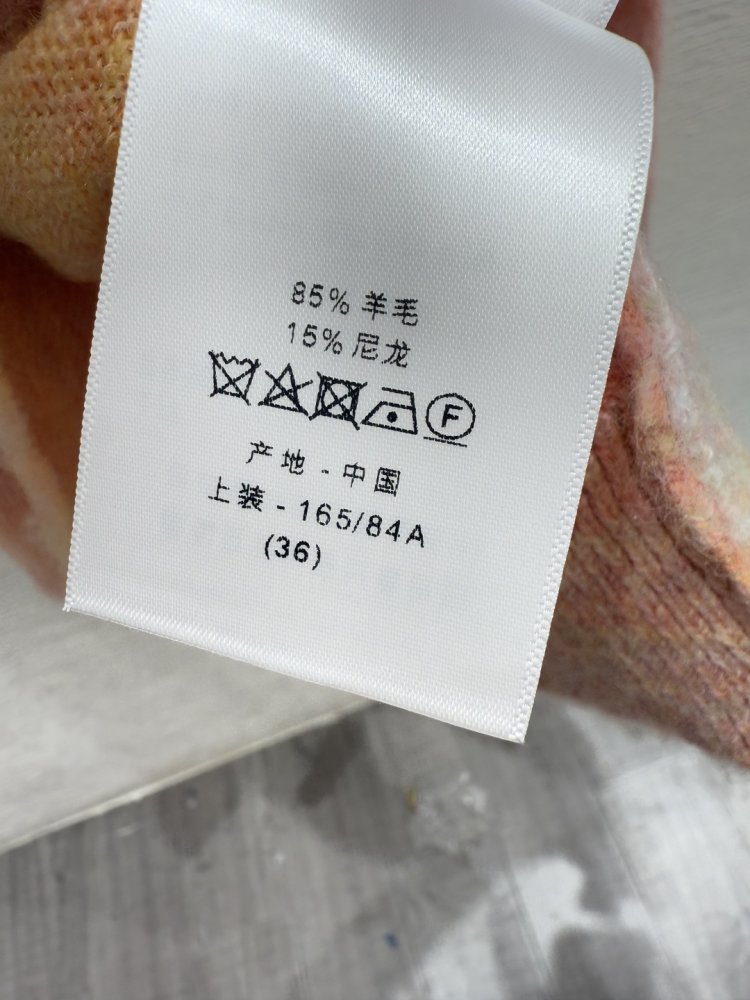 85% 羊毛
15% 尼龙
F
产地 - 中国
上装 - 165/84A
(36)